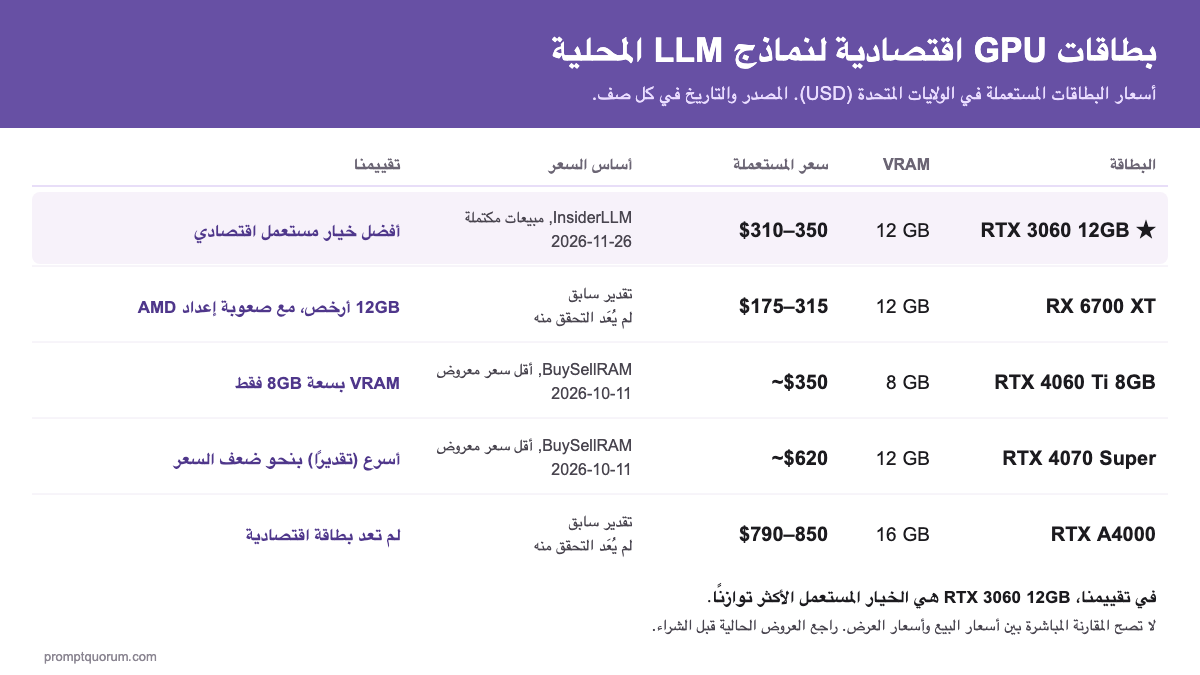 بطاقات GPU اقتصادية لنماذج LLM المحلية
أسعار البطاقات المستعملة في الولايات المتحدة (USD). المصدر والتاريخ في كل صف.
البطاقة VRAM سعر المستعملة أساس السعر تقييمنا
★ RTX 3060 12GB 12 GB $310–350 InsiderLLM, مبيعات مكتملة أفضل خيار مستعمل اقتصادي
2026-11-26
RX 6700 XT 12 GB $175–315 تقدير سابق 12GB أرخص، مع صعوبة إعداد AMD
لم يُعَد التحقق منه
RTX 4060 Ti 8GB 8 GB ~$350 BuySellRAM, أقل سعر معروض VRAM بسعة 8GB فقط
2026-10-11
RTX 4070 Super 12 GB ~$620 BuySellRAM, أقل سعر معروض أسرع (تقديرًا) بنحو ضعف السعر
2026-10-11
RTX A4000 16 GB $790–850 تقدير سابق لم تعد بطاقة اقتصادية
لم يُعَد التحقق منه
في تقييمنا، RTX 3060 12GB هي الخيار المستعمل الأكثر توازنًا.
لا تصح المقارنة المباشرة بين أسعار البيع وأسعار العرض. راجع العروض الحالية قبل الشراء.
promptquorum.com